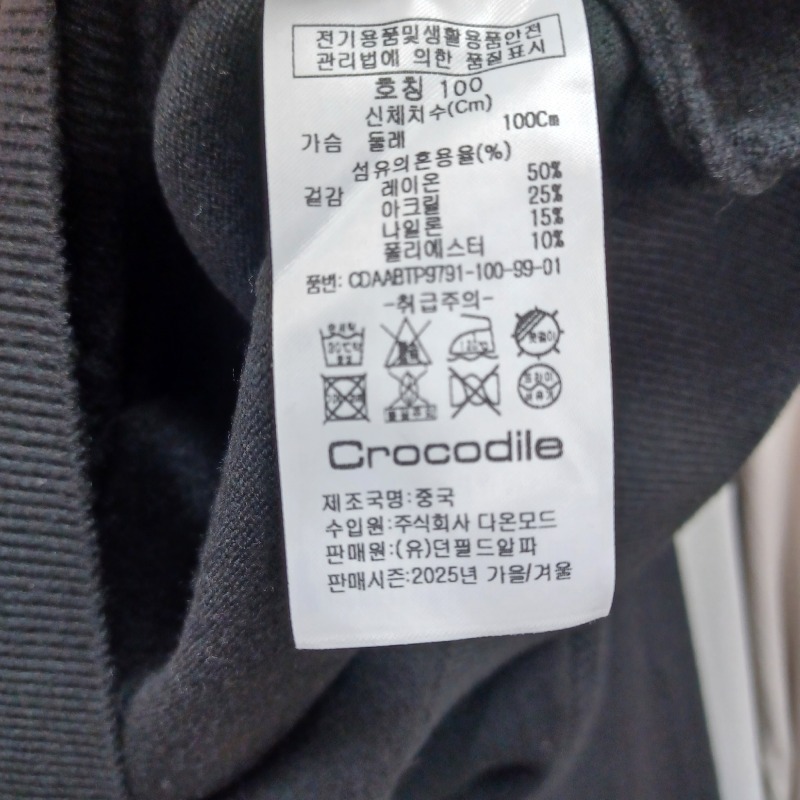 전기용품및생활용품안전
관리법에 의한 품질표시
호칭 100
신체치수(Cm)
가슴 둘레 100Cm
섬유의혼용율(%)
겉감 레이온 50%
아크릴 25%
나일론 15%
폴리에스터 10%
품번: CDAABTP9791-100-99-01
-취급주의-
Crocodile
제조국명:중국
수입원:주식회사 다온모드
판매원:(유)던필드알파
판매시즌:2025년 가을/겨울